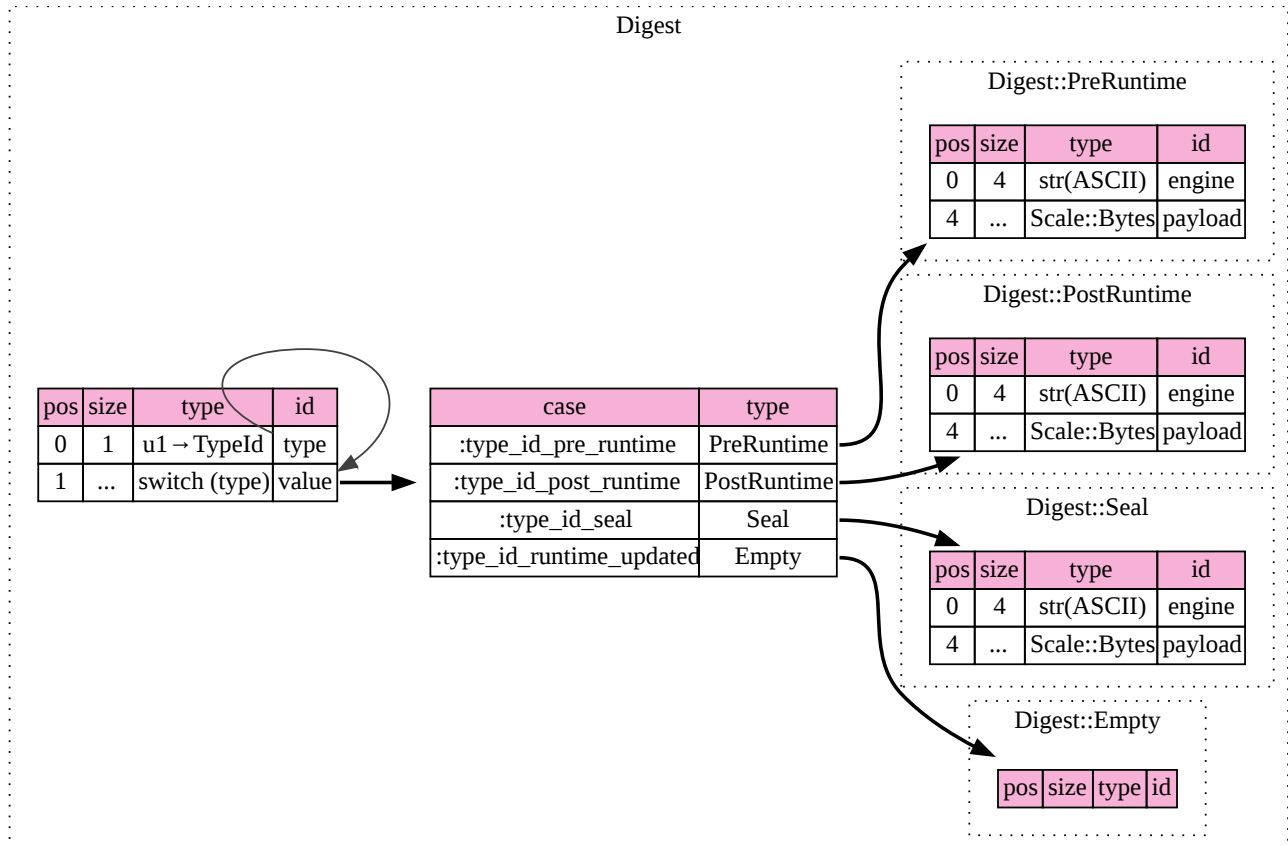 Digest
Digest::PreRuntime
pos size type id
0 4 str(ASCII) engine
4 ... Scale::Bytes payload
Digest::PostRuntime
pos size type id
0 4 str(ASCII) engine
4 ... Scale::Bytes payload
pos size type id
0 1 u1→TypeId type
1 ... switch (type) value
case type
:type_id_pre_runtime PreRuntime
:type_id_post_runtime PostRuntime
:type_id_seal Seal
:type_id_runtime_updated Empty
Digest::Seal
pos size type id
0 4 str(ASCII) engine
4 ... Scale::Bytes payload
Digest::Empty
pos size type id